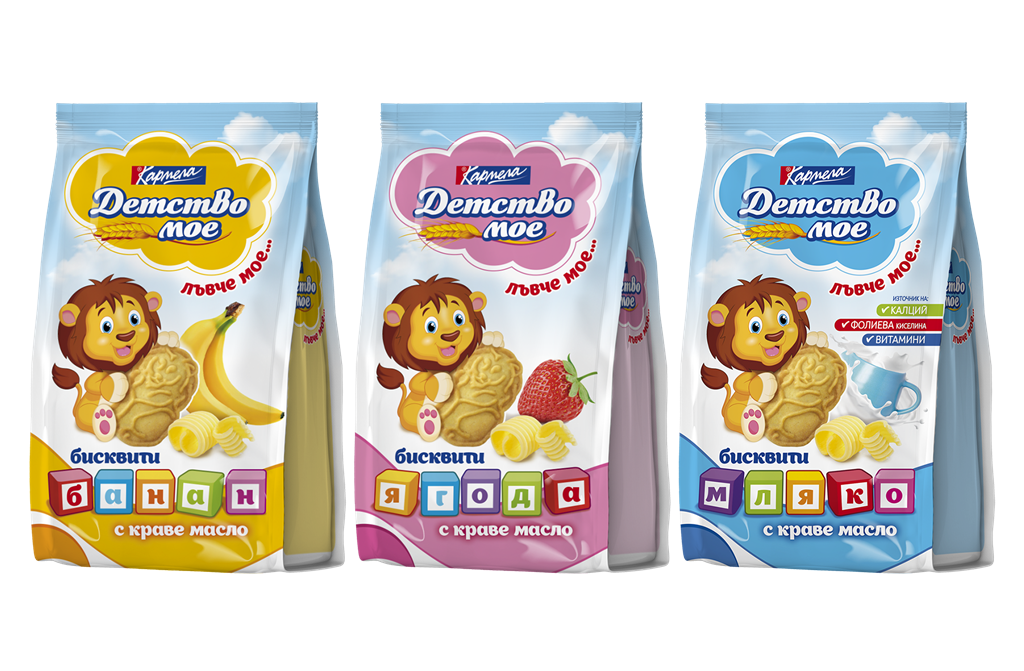 Кармела
Детство
мое
лъвче мое...
бисквити
банан
с краве масло
Кармела
Детство
мое
лъвче мое...
бисквити
ягода
с краве масло
Кармела
Детство
мое
лъвче мое...
ИЗТОЧНИК НА:
КАЛЦИЙ
ФОЛИЕВА КИСЕЛИНА
ВИТАМИНИ
бисквити
мляко
с краве масло